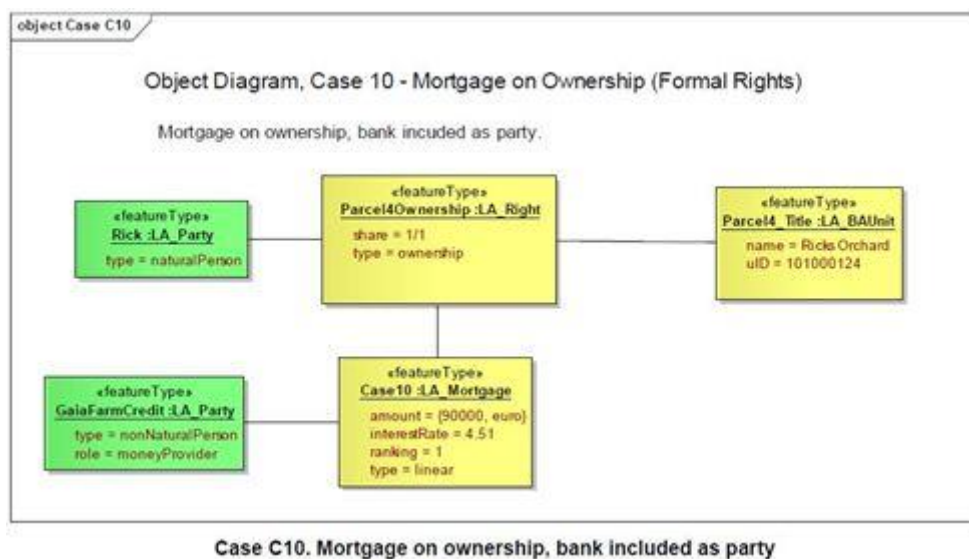 object Case C10
Object Diagram, Case 10 - Mortgage on Ownership (Formal Rights)
Mortgage on ownership, bank incuded as party.
«featureType»
Rick :LA_Party
type = naturalPerson
«featureType»
Parcel4Ownership :LA_Right
share = 1/1
type = ownership
«featureType»
Parcel4_Title :LA_BAUnit
name = RicksOrchard
uID = 101000124
«featureType»
GaiaFarmCredit :LA_Party
type = nonNaturalPerson
role = moneyProvider
«featureType»
Case10 :LA_Mortgage
amount = {90000, euro}
interestRate = 4.51
ranking = 1
type = linear
Case C10. Mortgage on ownership, bank included as party